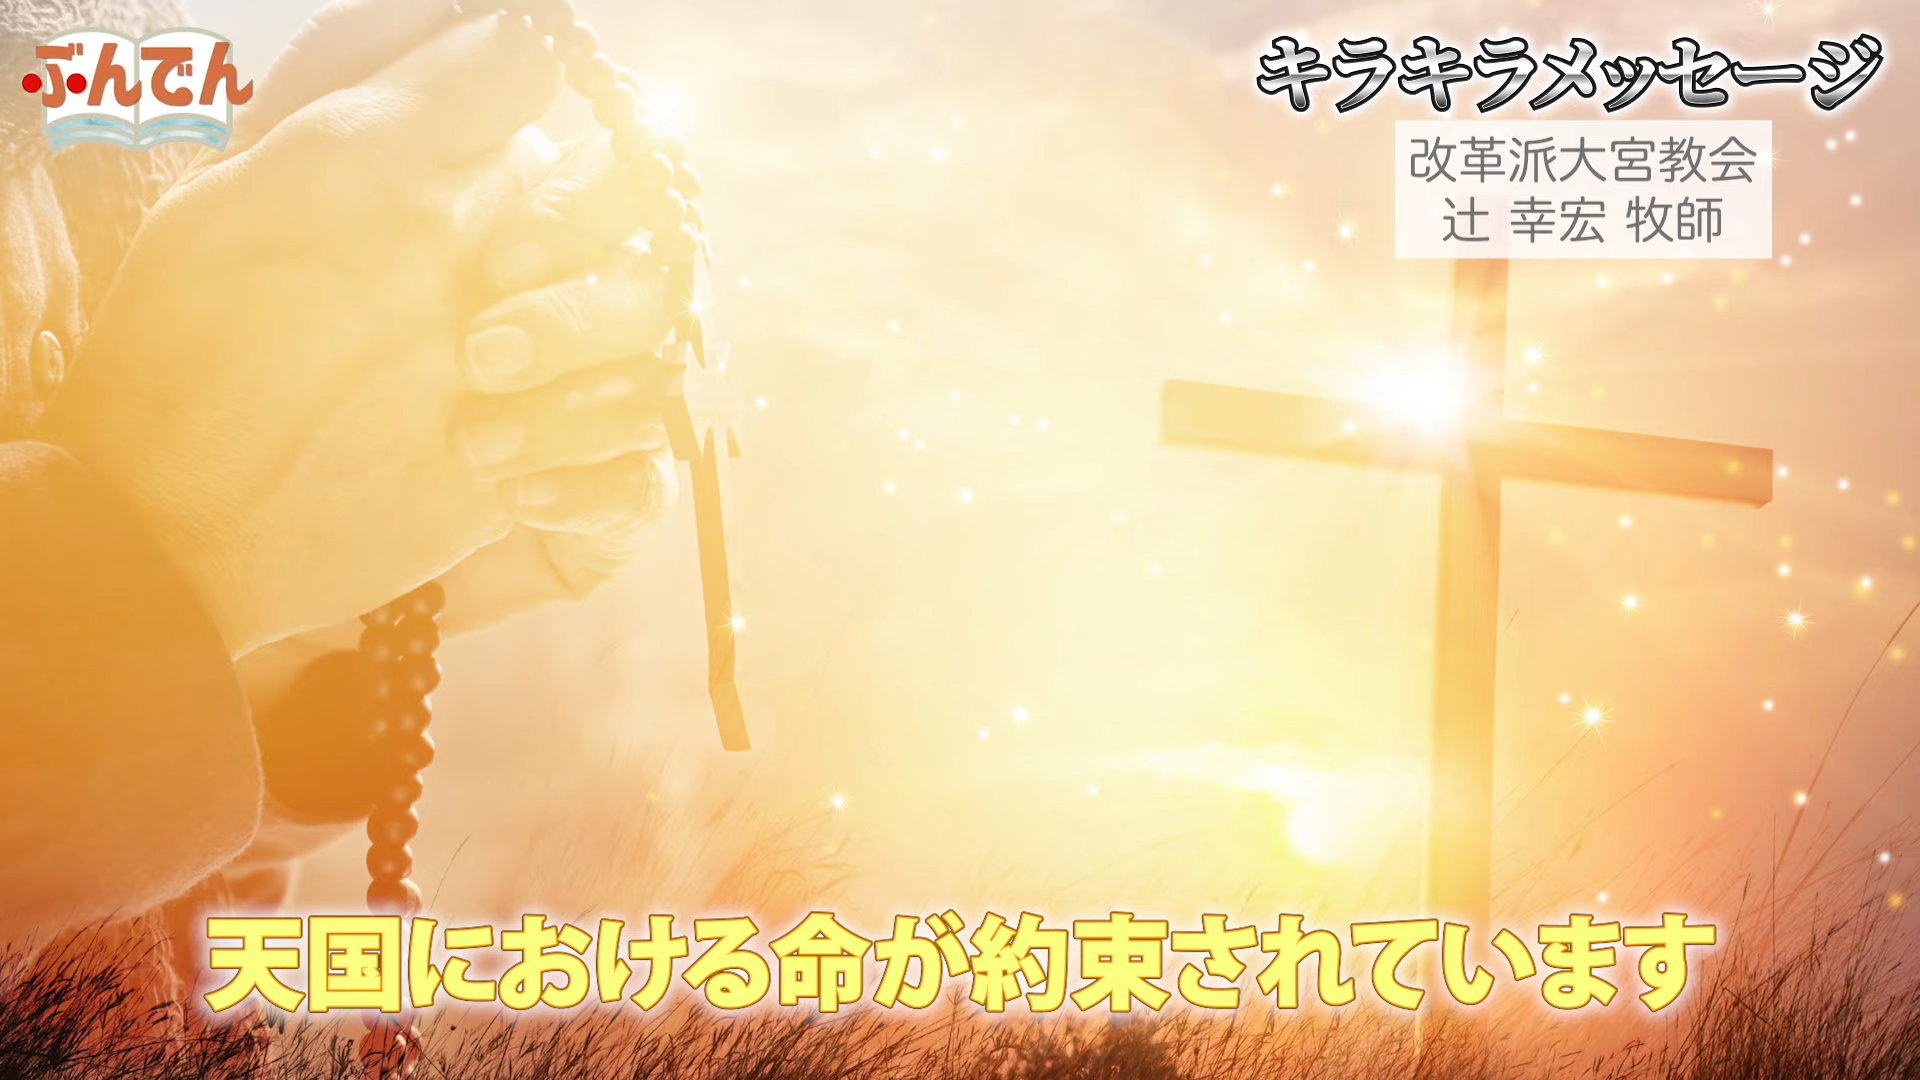 ぶんでん
キラキラメッセージ
改革派大宮教会
辻 幸宏 牧師
天国における命が約束されています